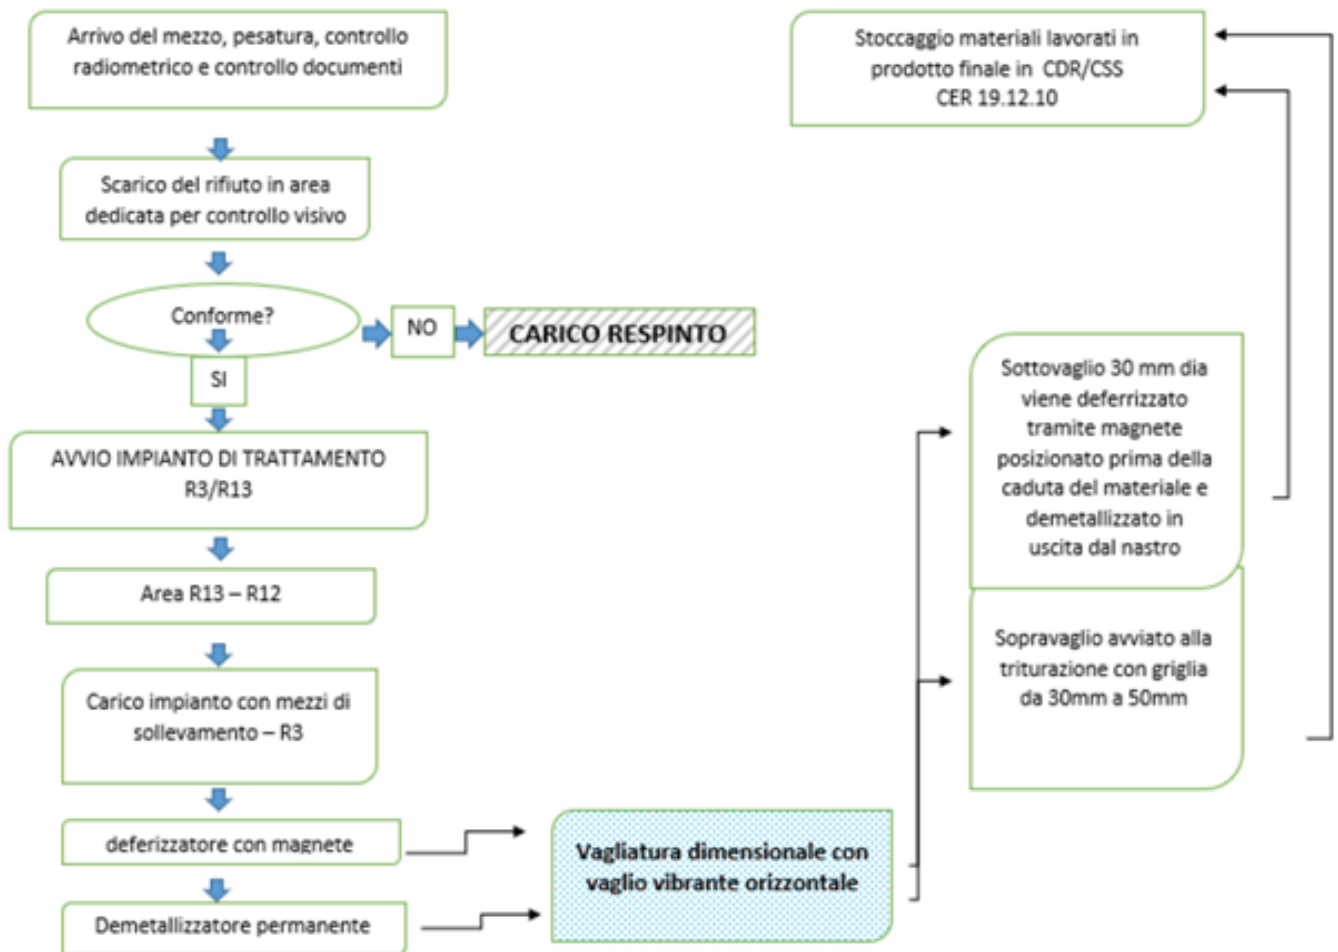 Arrivo del mezzo, pesatura, controllo
radiometrico e controllo documenti
Scarico del rifiuto in area
dedicata per controllo visivo
Conforme?
NO
CARICO RESPINTO
SI
AVVIO IMPIANTO DI TRATTAMENTO
R3/R13
Area R13 – R12
Carico impianto con mezzi di
sollevamento – R3
deferizzatore con magnete
Demetallizzatore permanente
Vagliatura dimensionale con
vaglio vibrante orizzontale
Sottovaglio 30 mm dia
viene deferrizzato
tramite magnete
posizionato prima della
caduta del materiale e
demetallizzato in
uscita dal nastro
Sopravaglio avviato alla
triturazione con griglia
da 30mm a 50mm
Stoccaggio materiali lavorati in
prodotto finale in CDR/CSS
CER 19.12.10